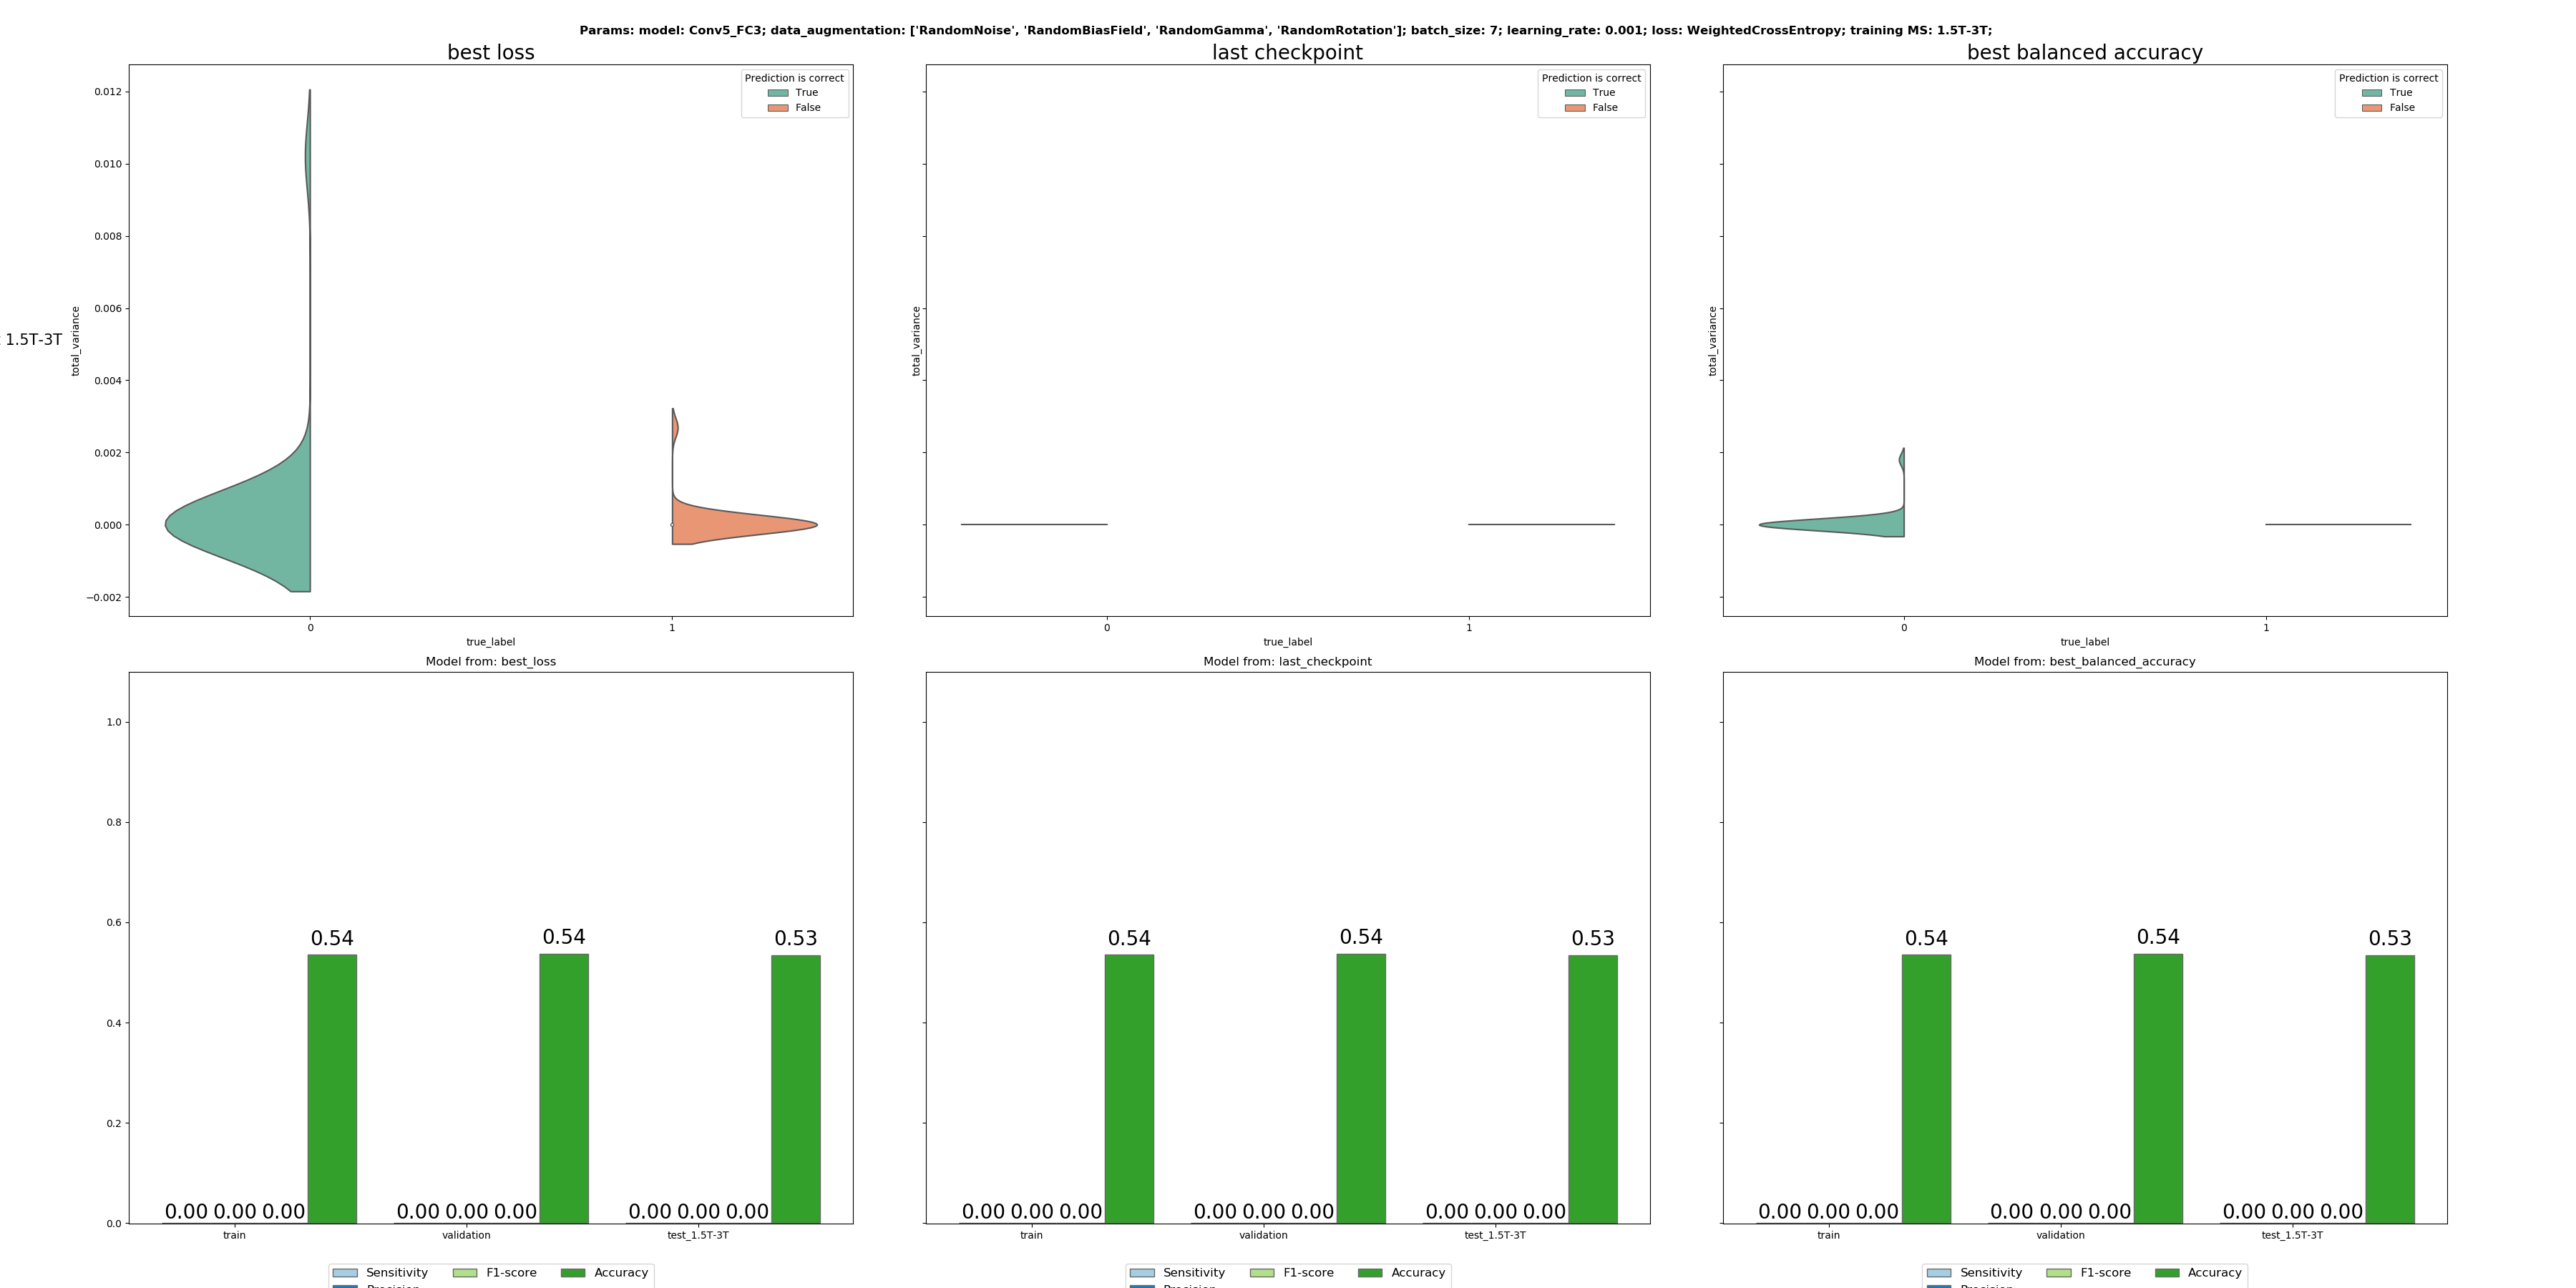 Params: model: Conv5_FC3; data_augmentation: ['RandomNoise', 'RandomBiasField', 'RandomGamma', 'RandomRotation']; batch_size: 7; learning_rate: 0.001; loss: WeightedCrossEntropy; training MS: 1.5T-3T;
best loss
last checkpoint
best balanced accuracy
: 1.5T-3T
total_variance
0.012
0.010
0.008
0.006
0.004
0.002
0.000
−0.002
Prediction is correct
True
False
0 1
true_label
total_variance
Prediction is correct
True
False
0 1
true_label
total_variance
Prediction is correct
True
False
0 1
true_label
Model from: best_loss
1.0
0.8
0.6
0.4
0.2
0.0
0.54 0.54 0.53
0.00 0.00 0.00 0.00 0.00 0.00 0.00 0.00 0.00
train validation test_1.5T-3T
Sensitivity F1-score Accuracy
Precision
Model from: last_checkpoint
0.54 0.54 0.53
0.00 0.00 0.00 0.00 0.00 0.00 0.00 0.00 0.00
train validation test_1.5T-3T
Sensitivity F1-score Accuracy
Precision
Model from: best_balanced_accuracy
0.54 0.54 0.53
0.00 0.00 0.00 0.00 0.00 0.00 0.00 0.00 0.00
train validation test_1.5T-3T
Sensitivity F1-score Accuracy
Precision